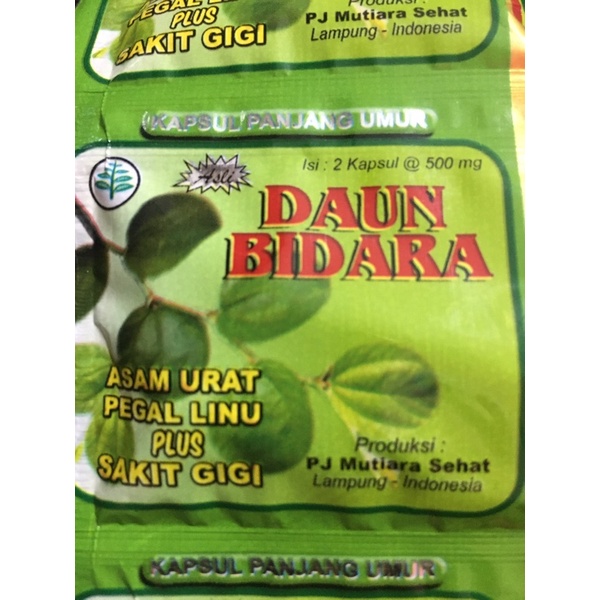 PEGAL LINU
PLUS
SAKIT GIGI
Produksi :
PJ Mutiara Sehat
Lampung - Indonesia
KAPSUL PANJANG UMUR
Isi : 2 Kapsul @ 500 mg
Asli
DAUN
BIDARA
ASAM URAT
PEGAL LINU
PLUS
SAKIT GIGI
Produksi :
PJ Mutiara Sehat
Lampung - Indonesia
KAPSUL PANJANG UMUR